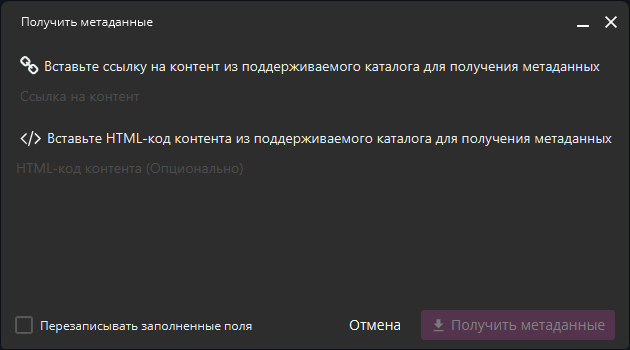 Получить метаданные
Вставьте ссылку на контент из поддерживаемого каталога для получения метаданных
Ссылка на контент
Вставьте HTML-код контента из поддерживаемого каталога для получения метаданных
HTML-код контента (Опционально)
Перезаписывать заполненные поля
Отмена
Получить метаданные